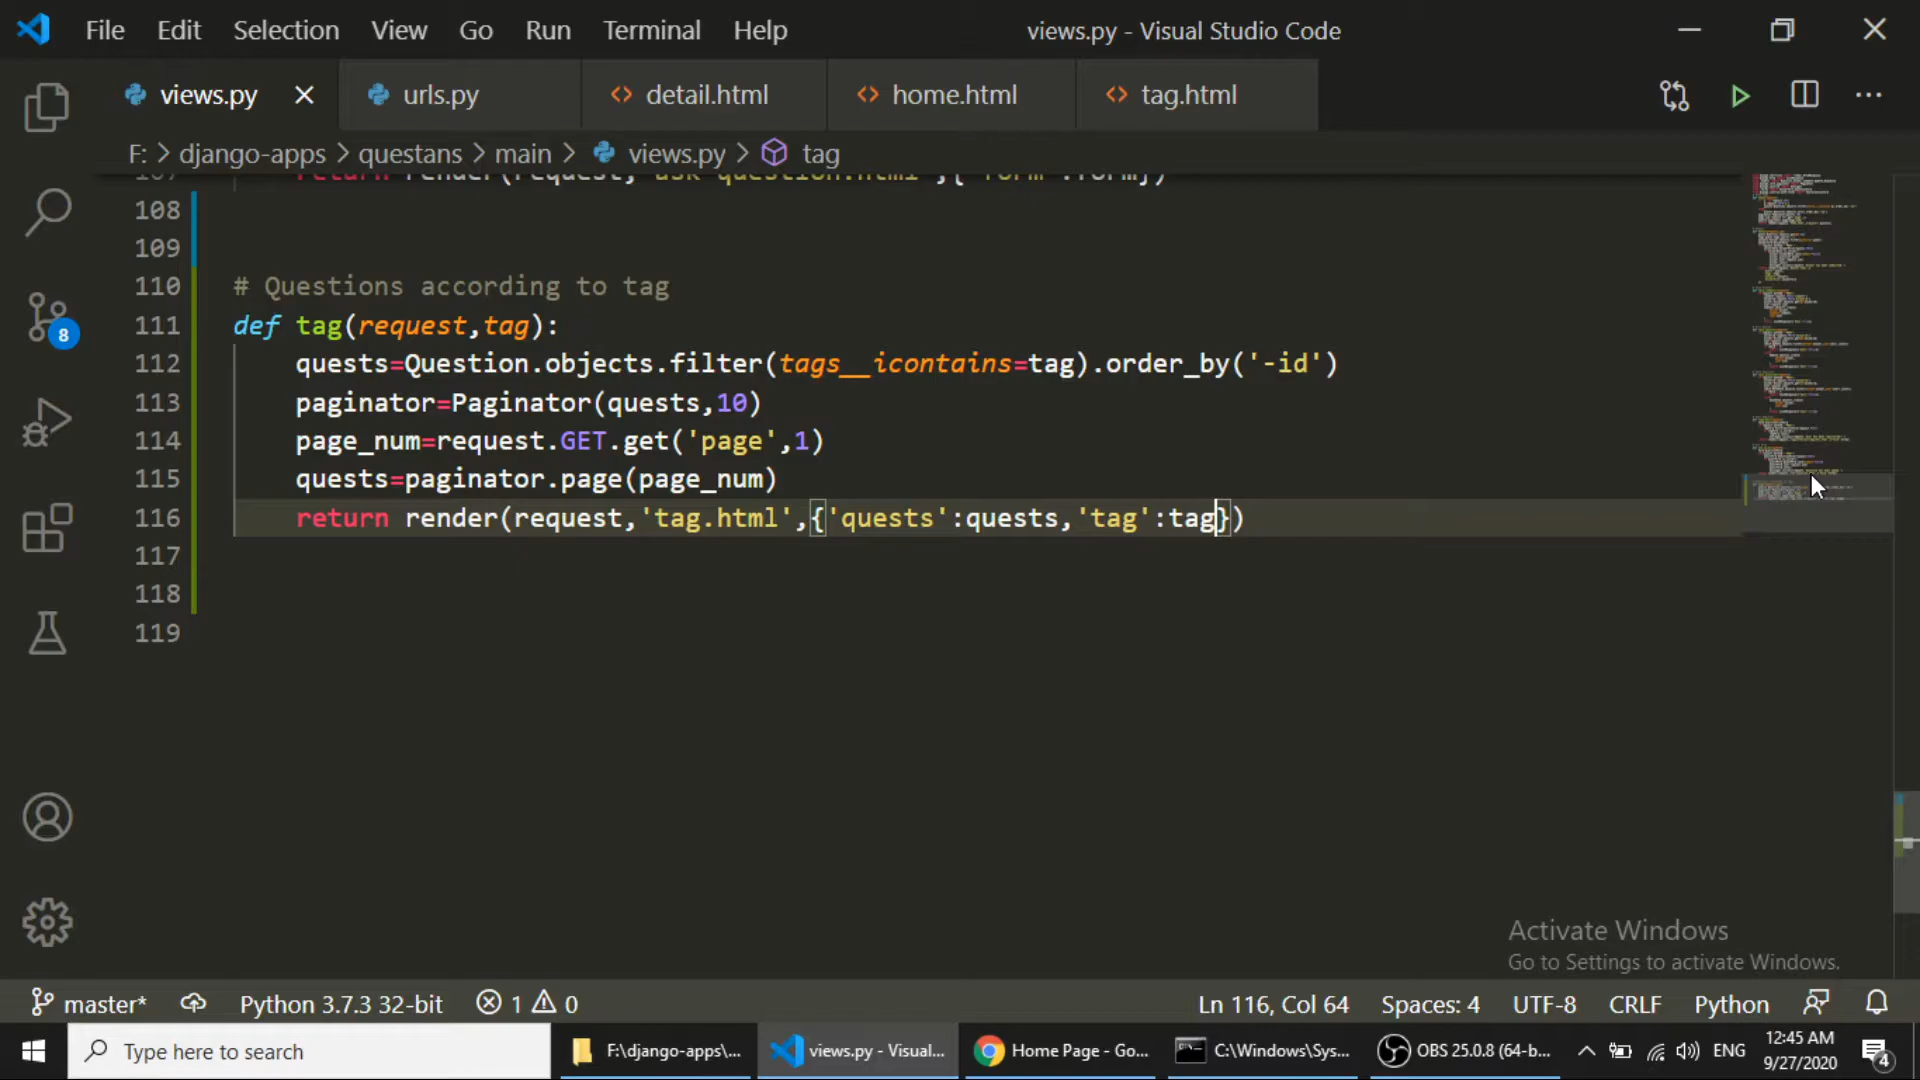 File Edit Selection View Go Run Terminal Help views.py - Visual Studio Code
views.py urls.py detail.html home.html tag.html
F: > django-apps > questans > main > views.py > tag
108
109
110 # Questions according to tag
111 def tag(request,tag):
112 quests=Question.objects.filter(tags__icontains=tag).order_by('-id')
113 paginator=Paginator(quests,10)
114 page_num=request.GET.get('page',1)
115 quests=paginator.page(page_num)
116 return render(request,'tag.html',{'quests':quests,'tag':tag})
117
118
119
8
Activate Windows
Go to Settings to activate Windows.
master* Python 3.7.3 32-bit 1 0 Ln 116, Col 64 Spaces: 4 UTF-8 CRLF Python
Type here to search F:\django-apps\... views.py - Visual... Home Page - Go... C:\Windows\Sys... OBS 25.0.8 (64-b... ENG 12:45 AM
9/27/2020 4